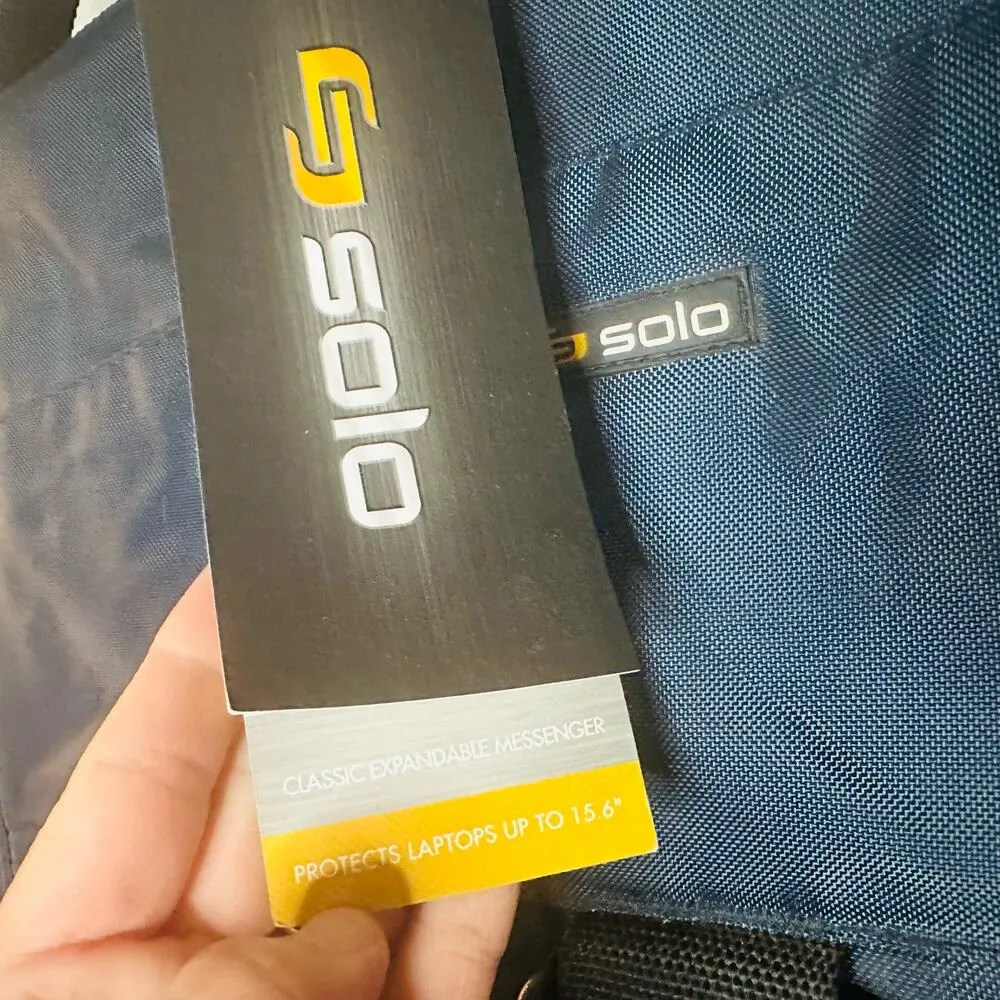 solo
solo
CLASSIC EXPANDABLE MESSENGER
PROTECTS LAPTOPS UP TO 15.6"